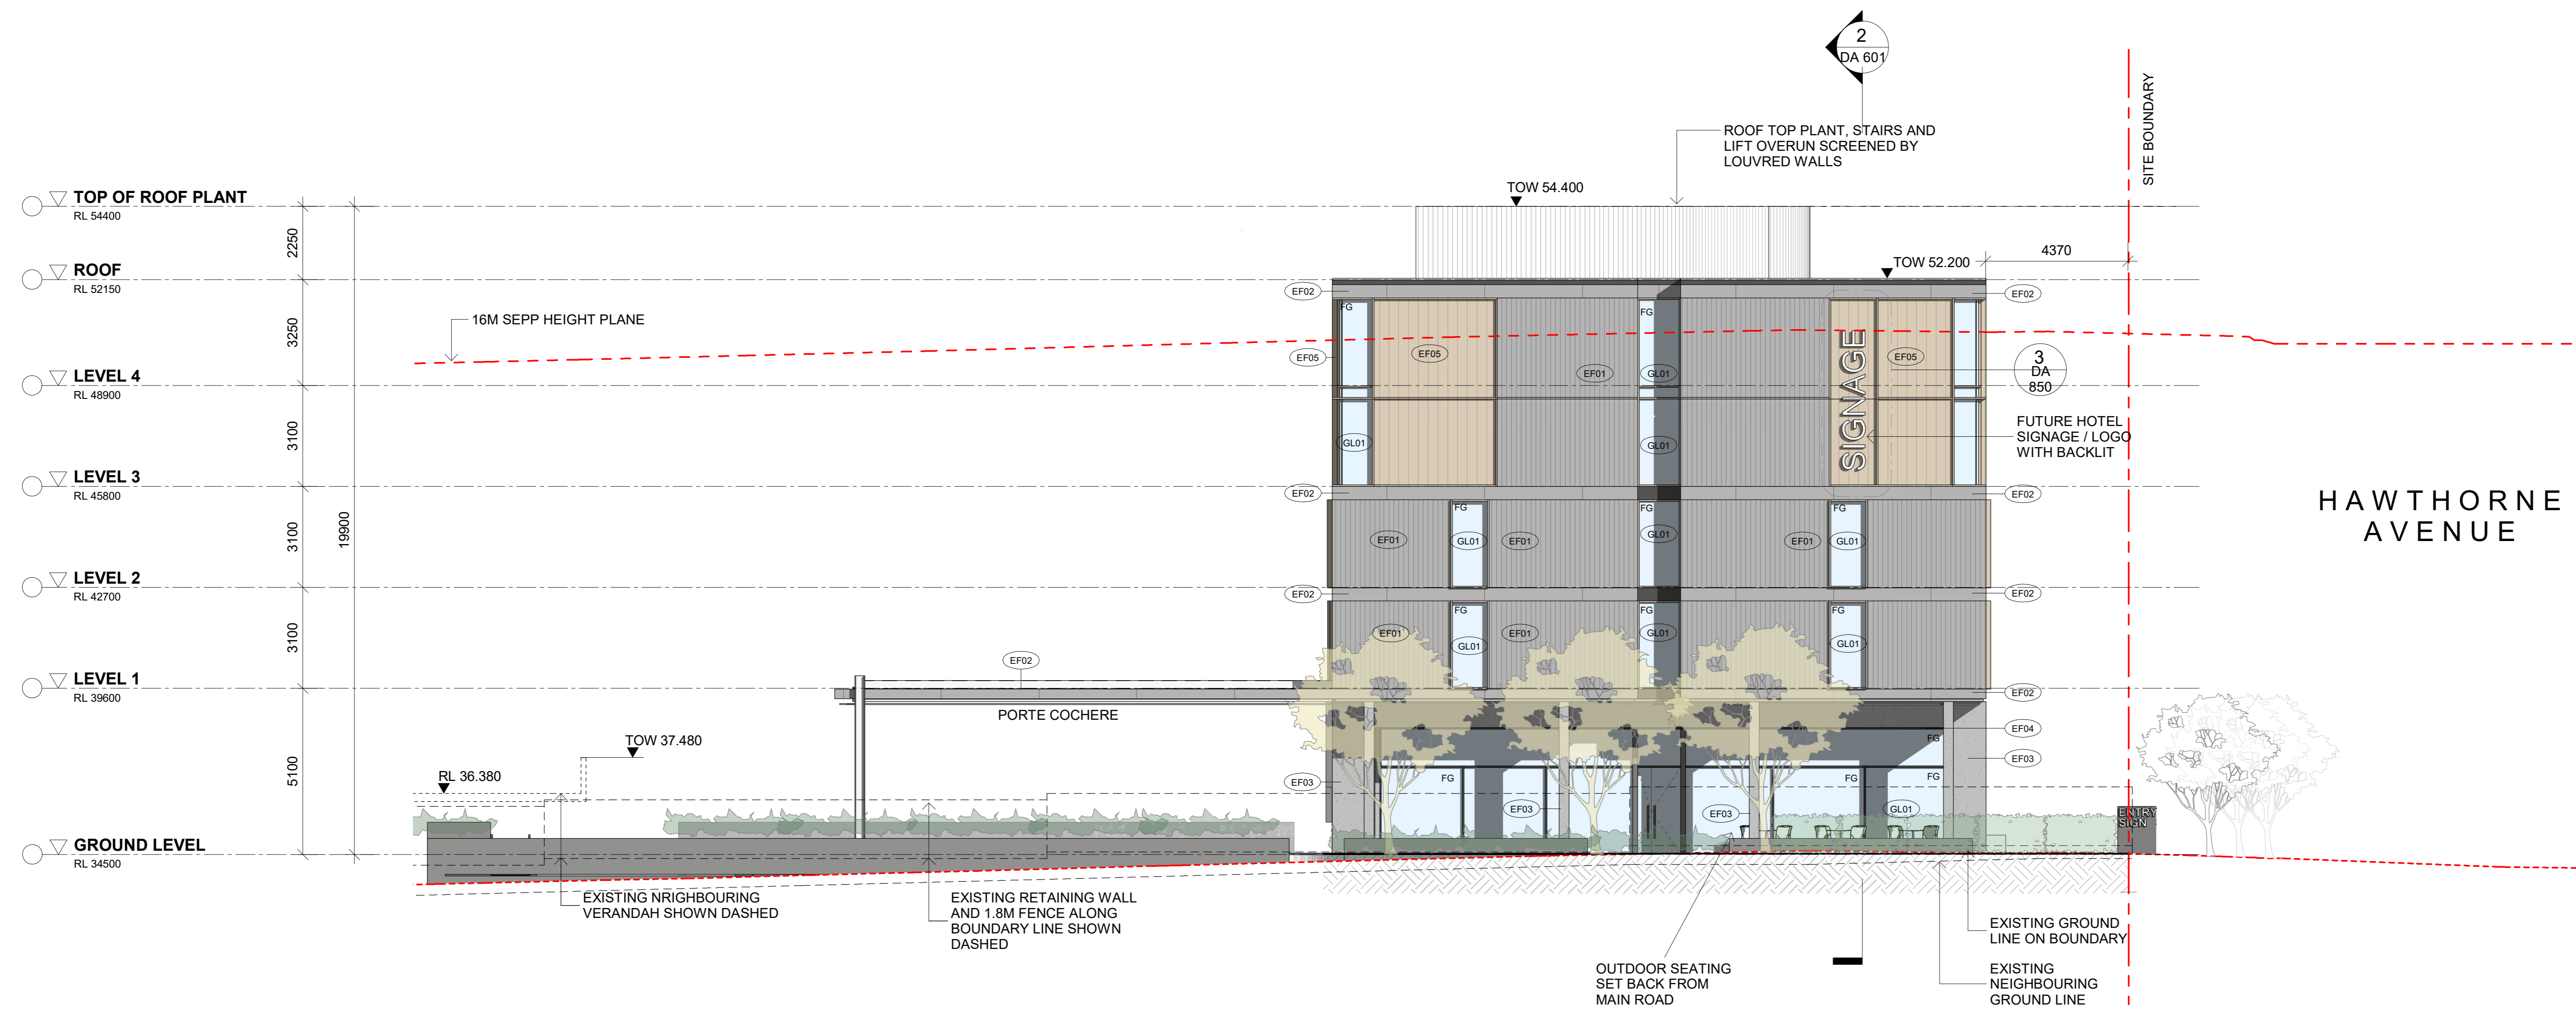 2
DA 601
SITE BOUNDARY
ROOF TOP PLANT, STAIRS AND
LIFT OVERUN SCREENED BY
LOUVRED WALLS
TOP OF ROOF PLANT
RL 54400
TOW 54.400
2250
ROOF
RL 52150
4370
TOW 52.200
EF02
EF02
FG
FG
16M SEPP HEIGHT PLANE
3250
EF05
EF05
EF01
GL01
SIGNAGE
EF05
3
DA
850
LEVEL 4
RL 48900
3100
GL01
GL01
FUTURE HOTEL
SIGNAGE / LOGO
WITH BACKLIT
LEVEL 3
RL 45800
EF02
EF02
HAWTHORNE
AVENUE
19900
3100
FG
FG
FG
EF01
GL01
EF01
GL01
EF01
GL01
LEVEL 2
RL 42700
EF02
EF02
3100
FG
FG
FG
EF01
GL01
EF01
GL01
GL01
EF02
LEVEL 1
RL 39600
EF02
PORTE COCHERE
EF04
TOW 37.480
FG
EF03
5100
RL 36.380
EF03
FG
FG
FG
EF03
EF03
GL01
ENTRY
SIGN
GROUND LEVEL
RL 34500
EXISTING NRIGHBOURING
VERANDAH SHOWN DASHED
EXISTING RETAINING WALL
AND 1.8M FENCE ALONG
BOUNDARY LINE SHOWN
DASHED
EXISTING GROUND
LINE ON BOUNDARY
OUTDOOR SEATING
SET BACK FROM
MAIN ROAD
EXISTING
NEIGHBOURING
GROUND LINE